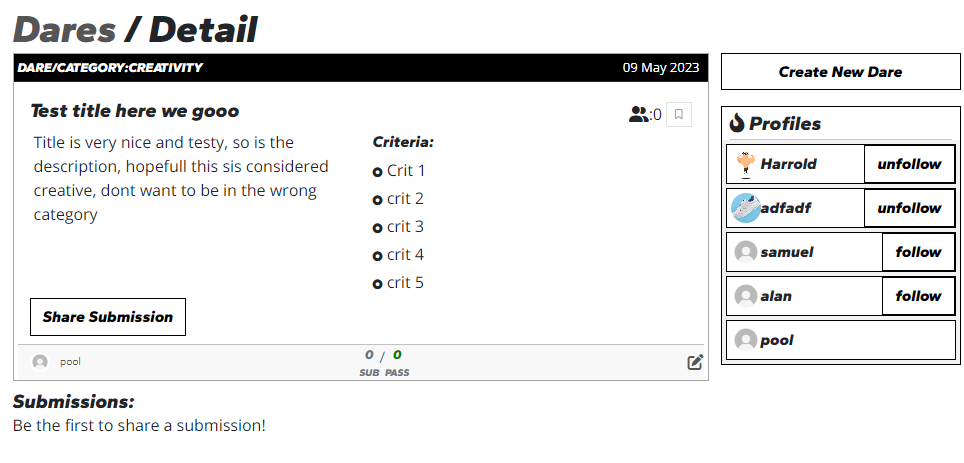 Dares / Detail
DARE/CATEGORY:CREATIVITY
09 May 2023
Test title here we gooo
:0
Title is very nice and testy, so is the
description, hopefull this sis considered
creative, dont want to be in the wrong
category
Criteria:
Crit 1
crit 2
crit 3
crit 4
crit 5
Share Submission
pool
0 / 0
SUB PASS
Submissions:
Be the first to share a submission!
Create New Dare
Profiles
Harrold unfollow
adfadf unfollow
samuel follow
alan follow
pool